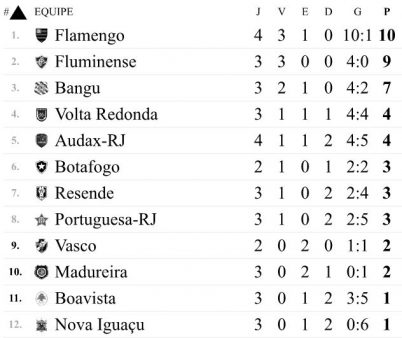 # EQUIPE J V E D G P
1. Flamengo 4 3 1 0 10:1 10
2. Fluminense 3 3 0 0 4:0 9
3. Bangu 3 2 1 0 4:2 7
4. Volta Redonda 3 1 1 1 4:4 4
5. Audax-RJ 4 1 1 2 4:5 4
6. Botafogo 2 1 0 1 2:2 3
7. Resende 3 1 0 2 2:4 3
8. Portuguesa-RJ 3 1 0 2 2:5 3
9. Vasco 2 0 2 0 1:1 2
10. Madureira 3 0 2 1 0:1 2
11. Boavista 3 0 1 2 3:5 1
12. Nova Iguaçu 3 0 1 2 0:6 1